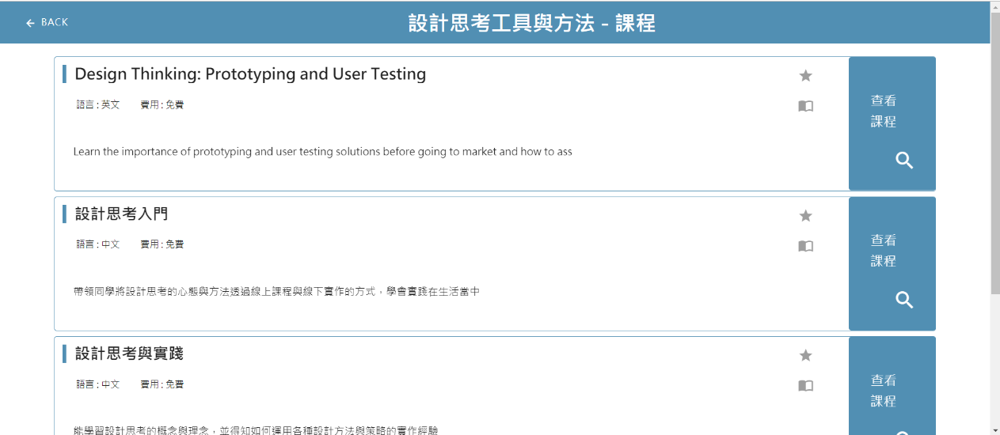 BACK
設計思考工具與方法 - 課程
Design Thinking: Prototyping and User Testing
語言 : 英文 費用 : 免費
Learn the importance of prototyping and user testing solutions before going to market and how to ass
查看
課程
設計思考入門
語言 : 中文 費用 : 免費
帶領同學將設計思考的心態與方法透過線上課程與線下實作的方式，學會實踐在生活當中
查看
課程
設計思考與實踐
語言 : 中文 費用 : 免費
能學習設計思考的概念與理念，並得知如何運用各種設計方法與策略的實作經驗
查看
課程